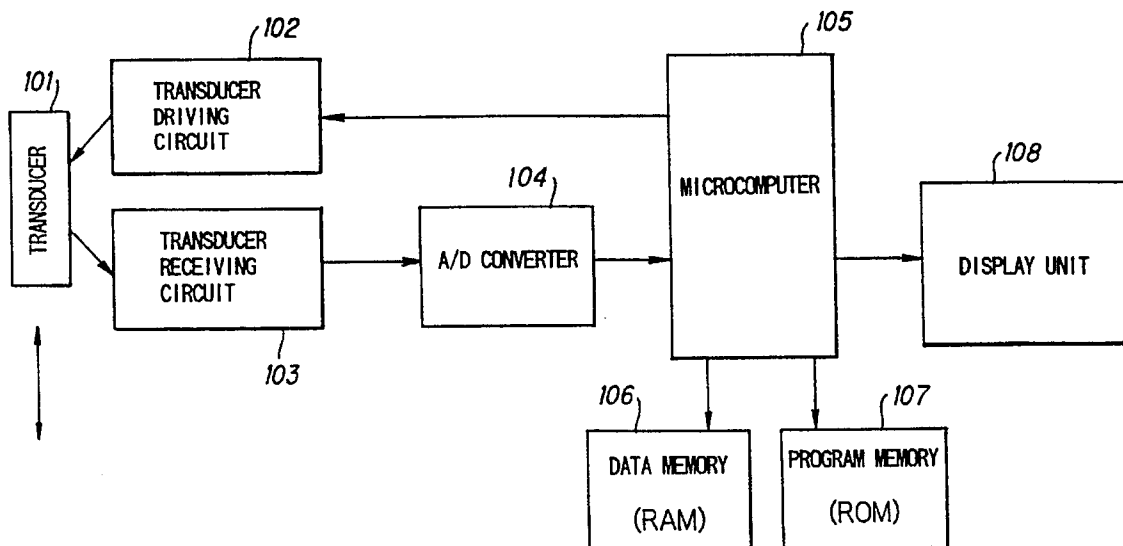 101
TRANSDUCER
102
TRANSDUCER
DRIVING
CIRCUIT
TRANSDUCER
RECEIVING
CIRCUIT
103
104
A/D CONVERTER
105
MICROCOMPUTER
108
DISPLAY UNIT
106
DATA MEMORY
(RAM)
107
PROGRAM MEMORY
(ROM)